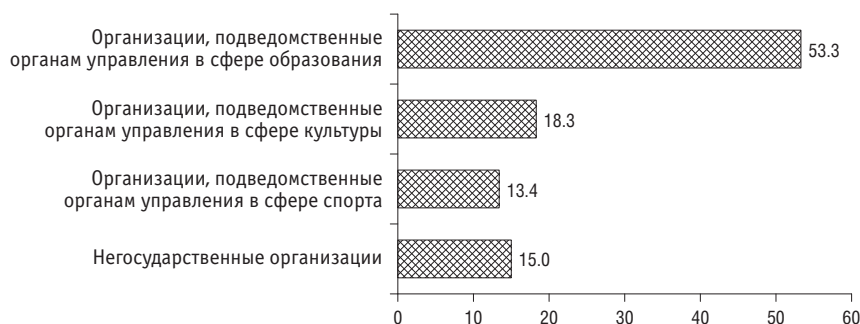 Организации, подведомственные
органам управления в сфере образования
53.3
Организации, подведомственные
органам управления в сфере культуры
18.3
Организации, подведомственные
органам управления в сфере спорта
13.4
Негосударственные организации
15.0
0 10 20 30 40 50 60